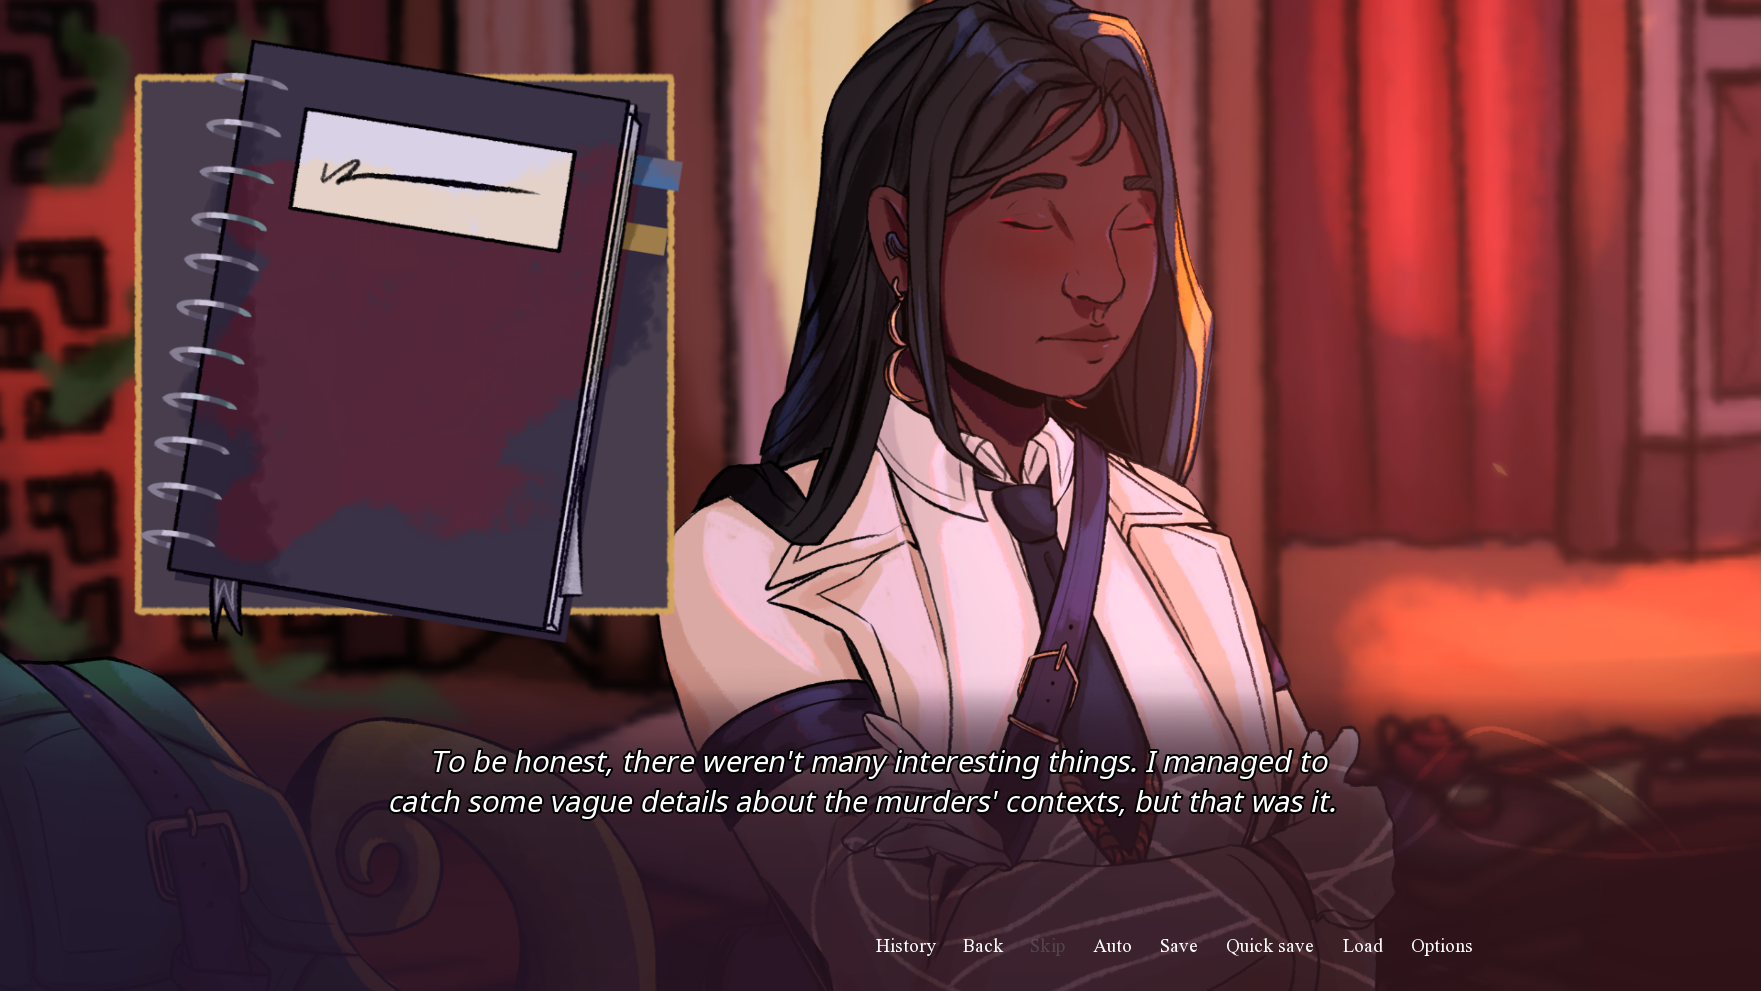 To be honest, there weren't many interesting things. I managed to
catch some vague details about the murders' contexts, but that was it.
History Back Skip Auto Save Quick save Load Options